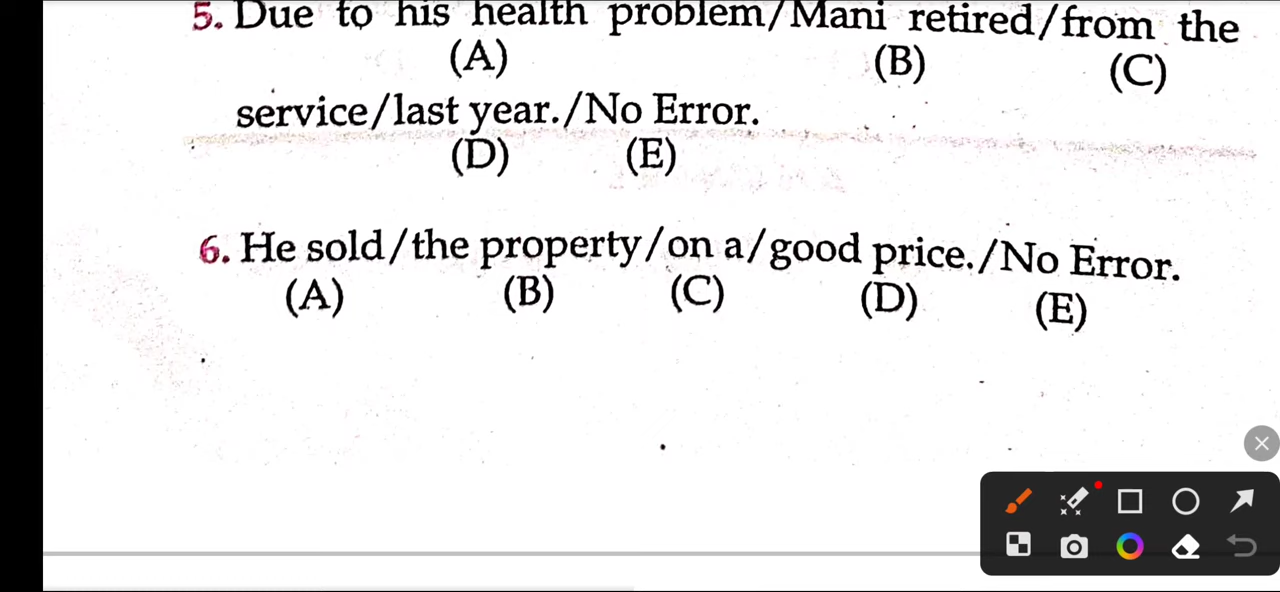 5. Due to his health problem/Mani retired/from the
(A) (B) (C)
service/last year./No Error.
(D) (E)
6. He sold/the property/on a/good price./No Error.
(A) (B) (C) (D) (E)